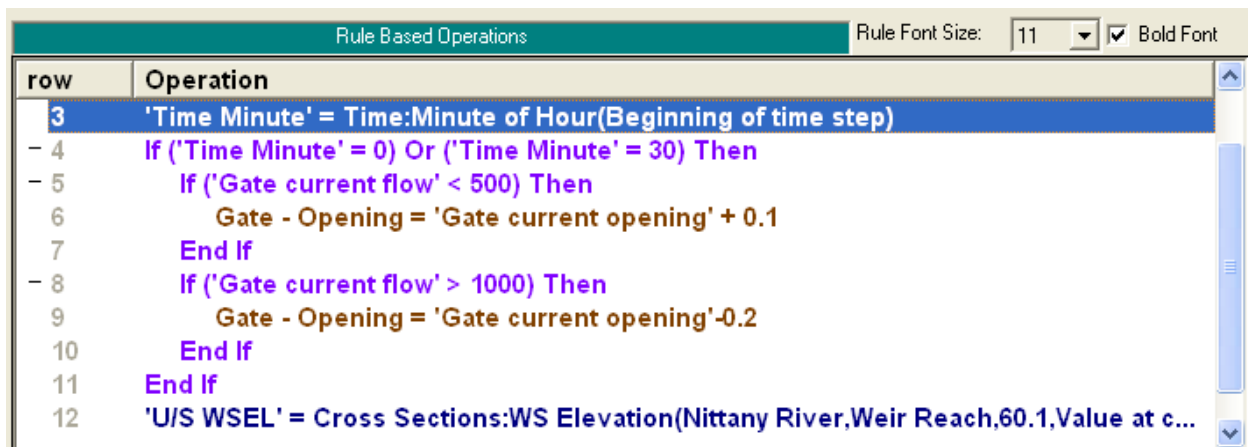 Rule Based Operations Rule Font Size: 11 Bold Font
row Operation
3 'Time Minute' = Time:Minute of Hour(Beginning of time step)
− 4 If ('Time Minute' = 0) Or ('Time Minute' = 30) Then
− 5 If ('Gate current flow' < 500) Then
6 Gate - Opening = 'Gate current opening' + 0.1
7 End If
− 8 If ('Gate current flow' > 1000) Then
9 Gate - Opening = 'Gate current opening'-0.2
10 End If
11 End If
12 'U/S WSEL' = Cross Sections:WS Elevation(Nittany River,Weir Reach,60.1,Value at c...